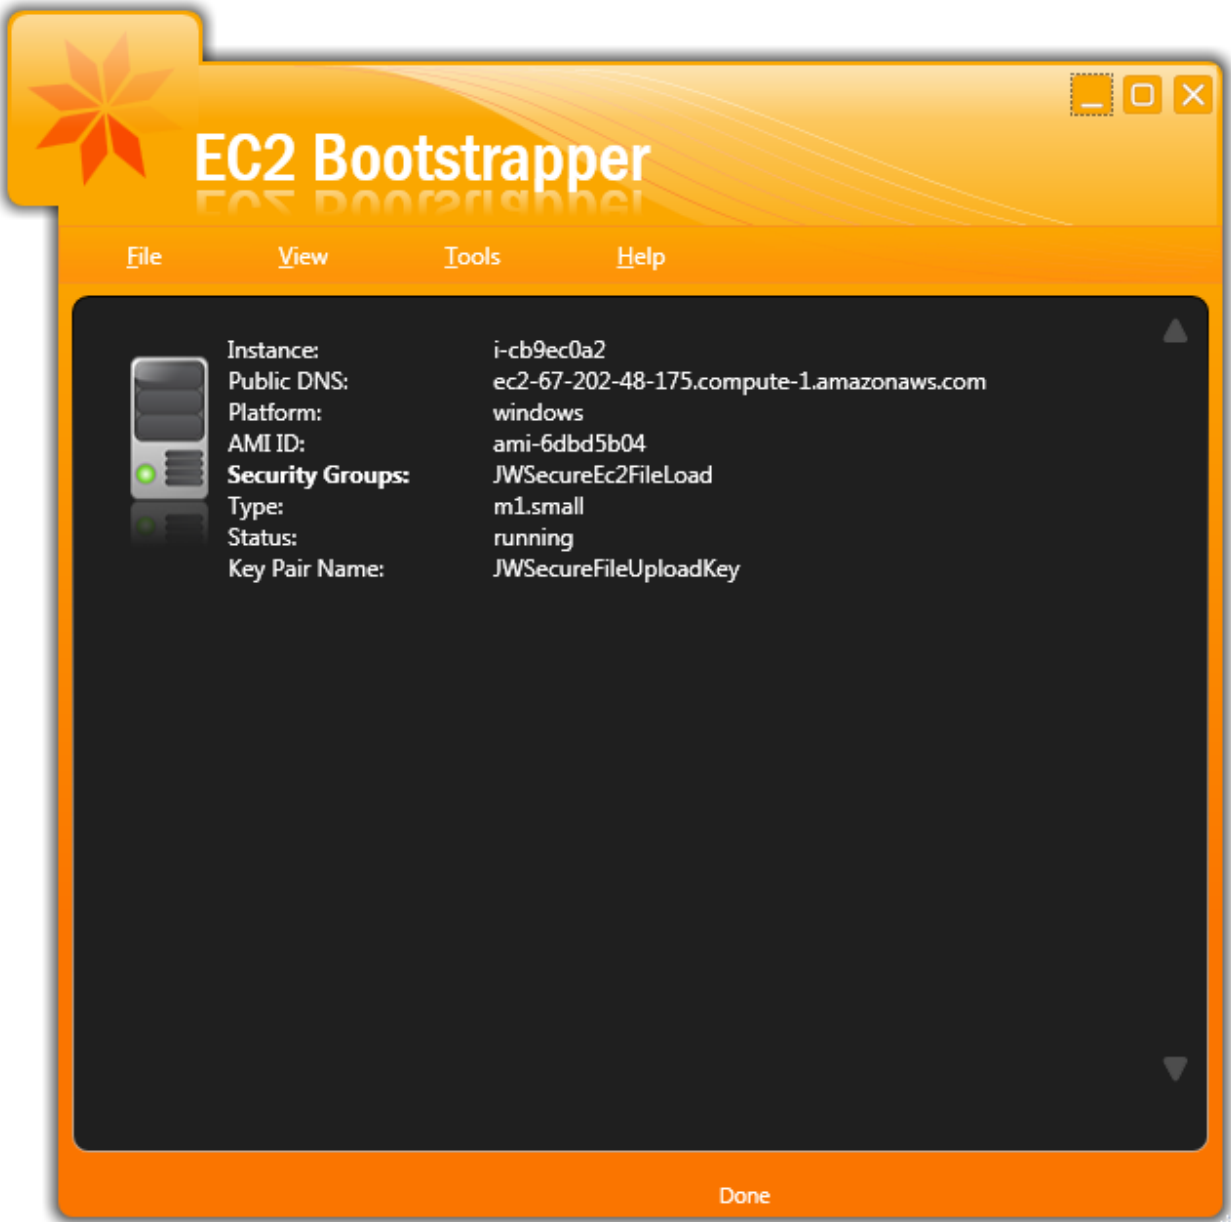 EC2 Bootstrapper
File View Tools Help
Instance: i-cb9ec0a2
Public DNS: ec2-67-202-48-175.compute-1.amazonaws.com
Platform: windows
AMI ID: ami-6dbd5b04
Security Groups: JWSecureEc2FileLoad
Type: m1.small
Status: running
Key Pair Name: JWSecureFileUploadKey
Done